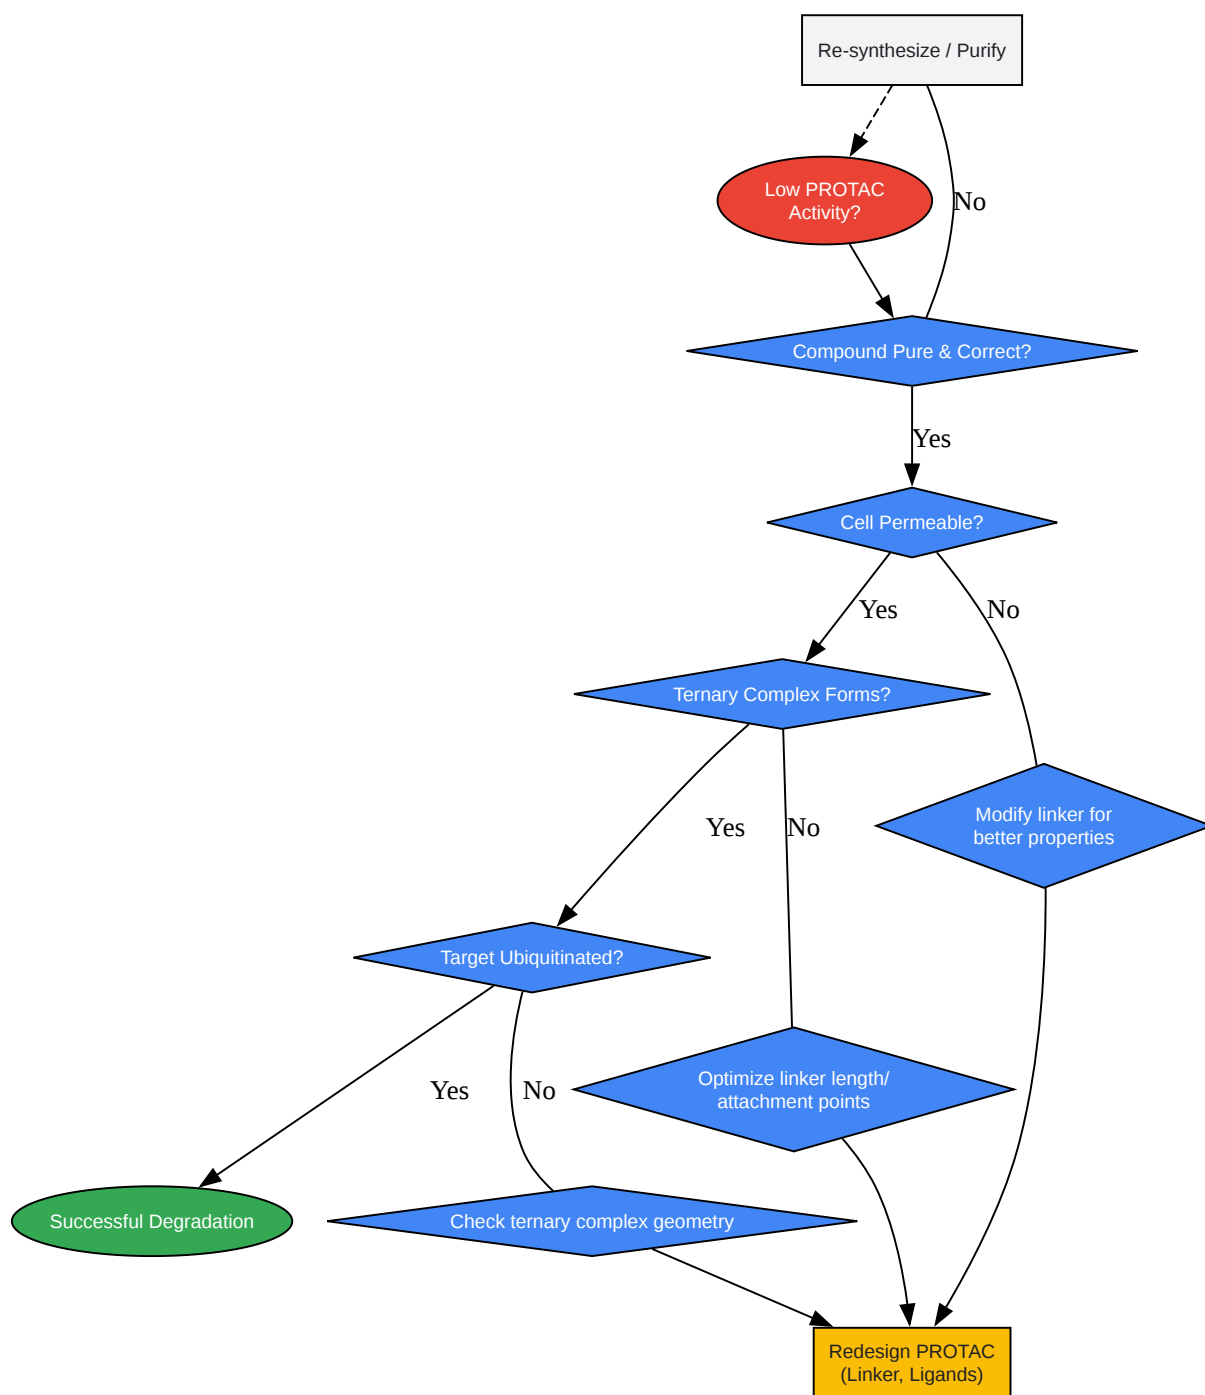 Re-synthesize / Purify
Low PROTAC
Activity?
No
Compound Pure & Correct?
Yes
Cell Permeable?
Yes
No
Ternary Complex Forms?
Yes
No
Modify linker for
better properties
Target Ubiquitinated?
Yes
No
Optimize linker length/
attachment points
Successful Degradation
Check ternary complex geometry
Redesign PROTAC
(Linker, Ligands)